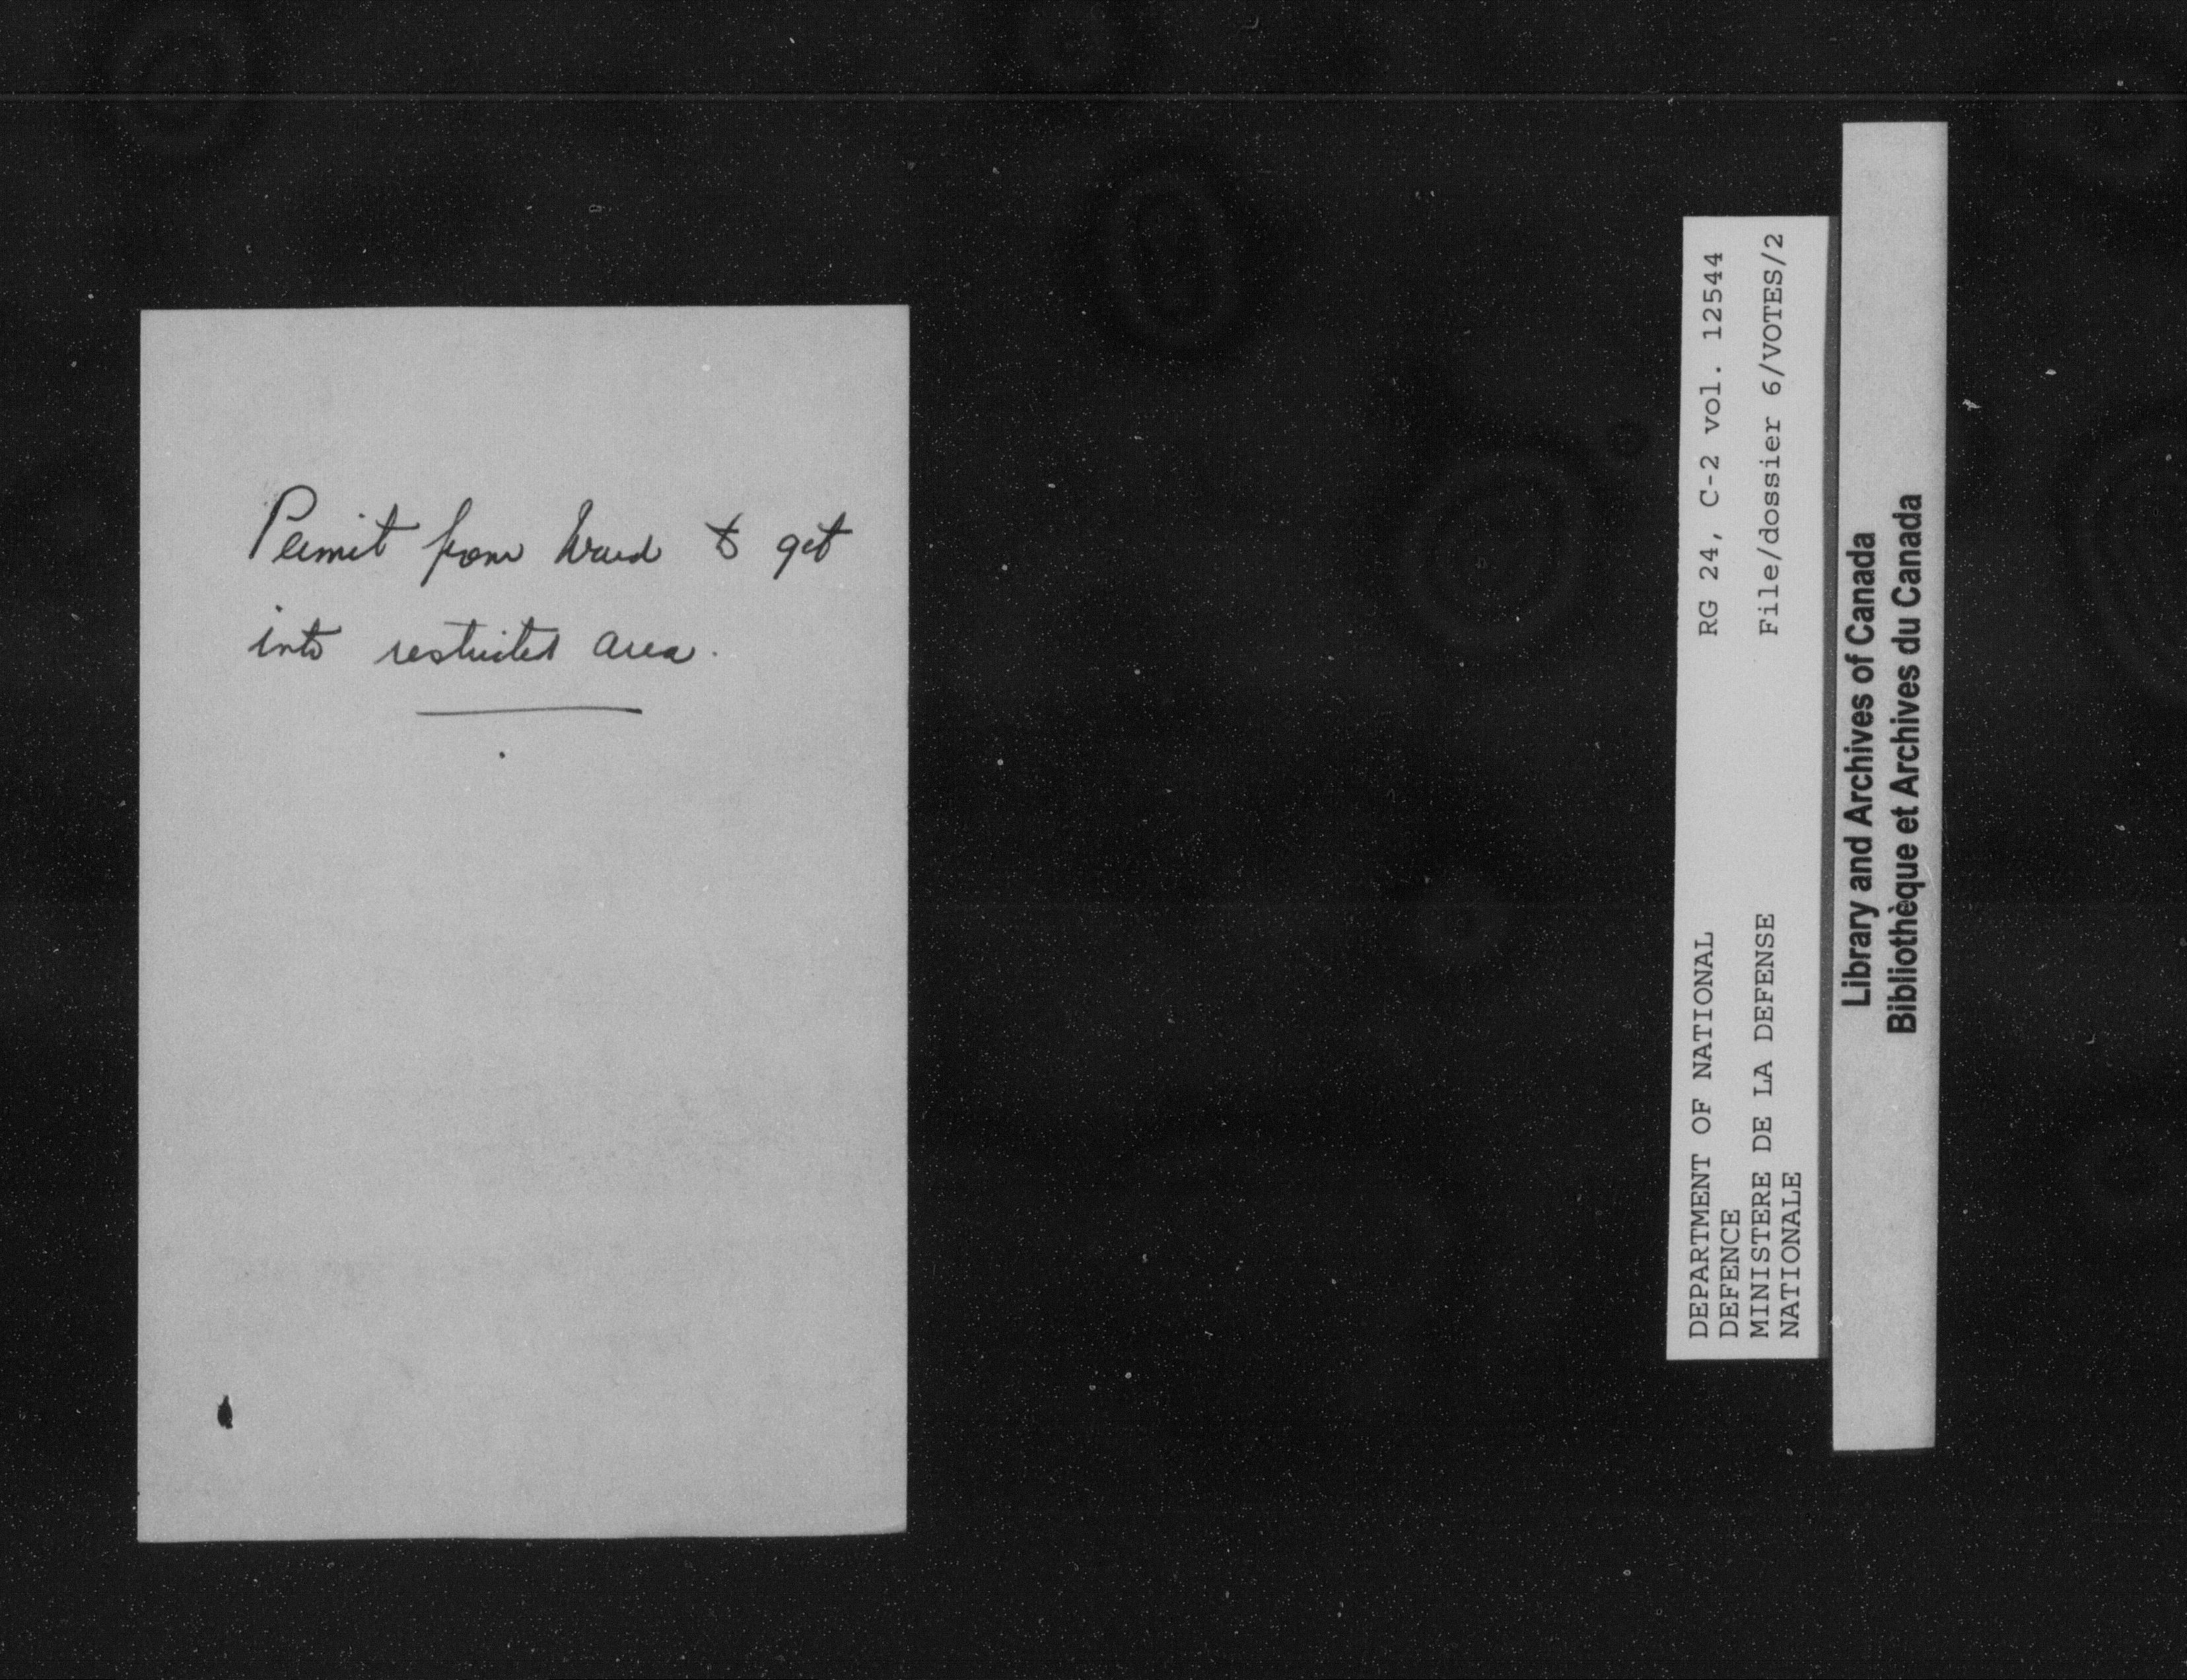 Permit from to get
into restricted area.
RG 24, C-2 vol. 12544
File/dossier 6/VOTES/2
DEPARTMENT OF NATIONAL
DEFENCE
MINISTERE DE LA DEFENSE
NATIONALE
Library and Archives of Canada
Bibliothèque et Archives du Canada